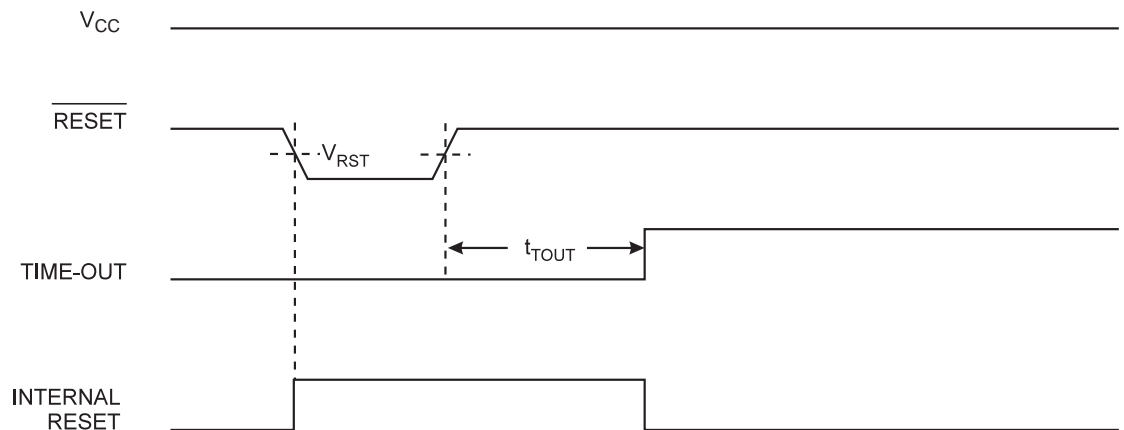 VCC
RESET
VRST
tTOUT
TIME-OUT
INTERNAL
RESET